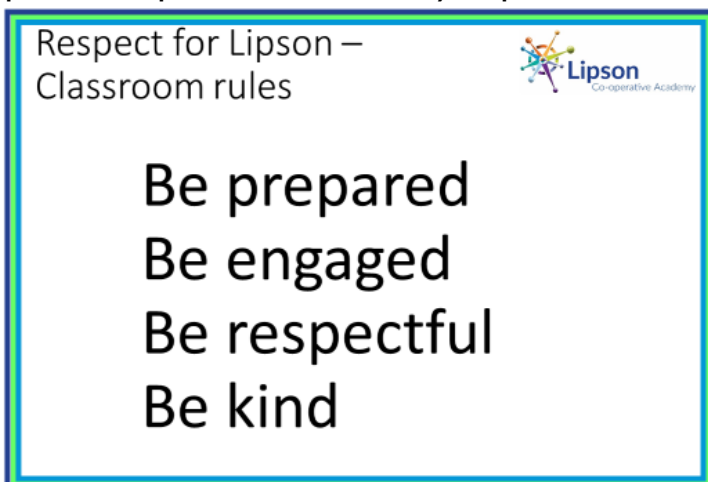 Respect for Lipson –
Classroom rules
Lipson
Co-operative Academy
Be prepared
Be engaged
Be respectful
Be kind